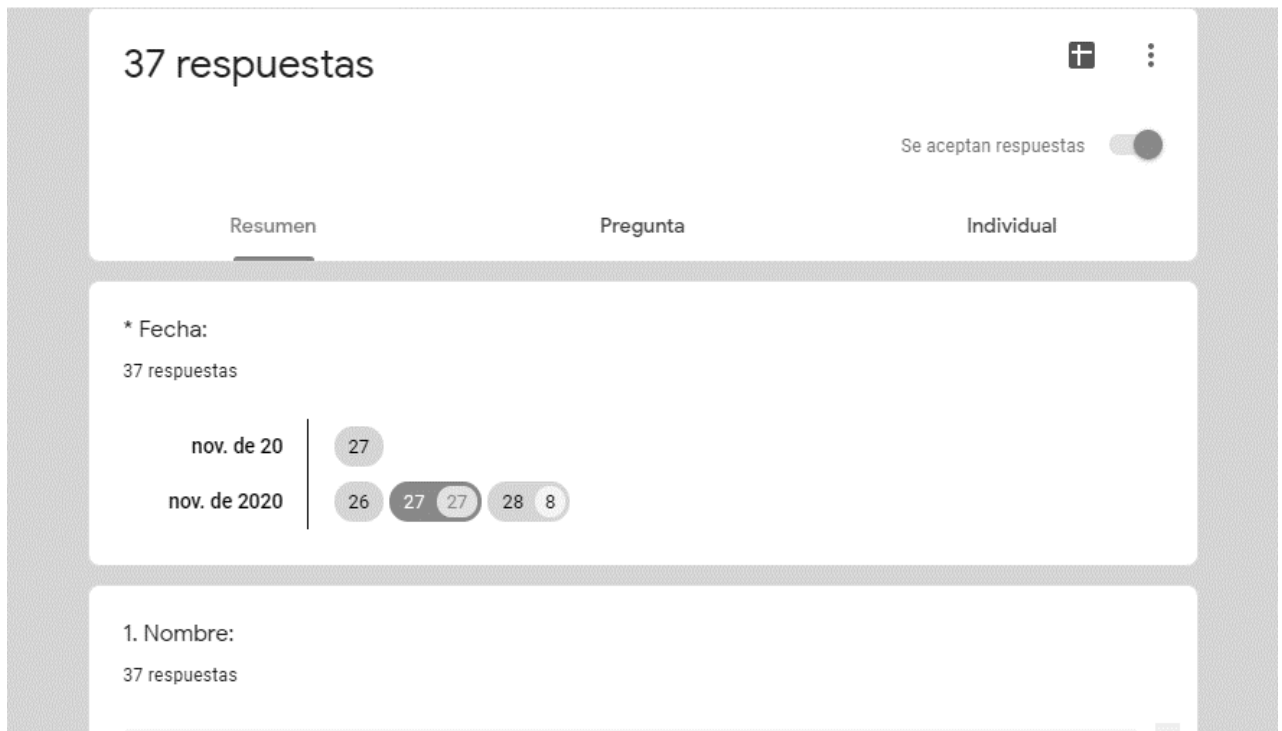 37 respuestas
Se aceptan respuestas
Resumen Pregunta Individual
* Fecha:
37 respuestas
nov. de 20 27
nov. de 2020 26 27 27 28 8
1. Nombre:
37 respuestas